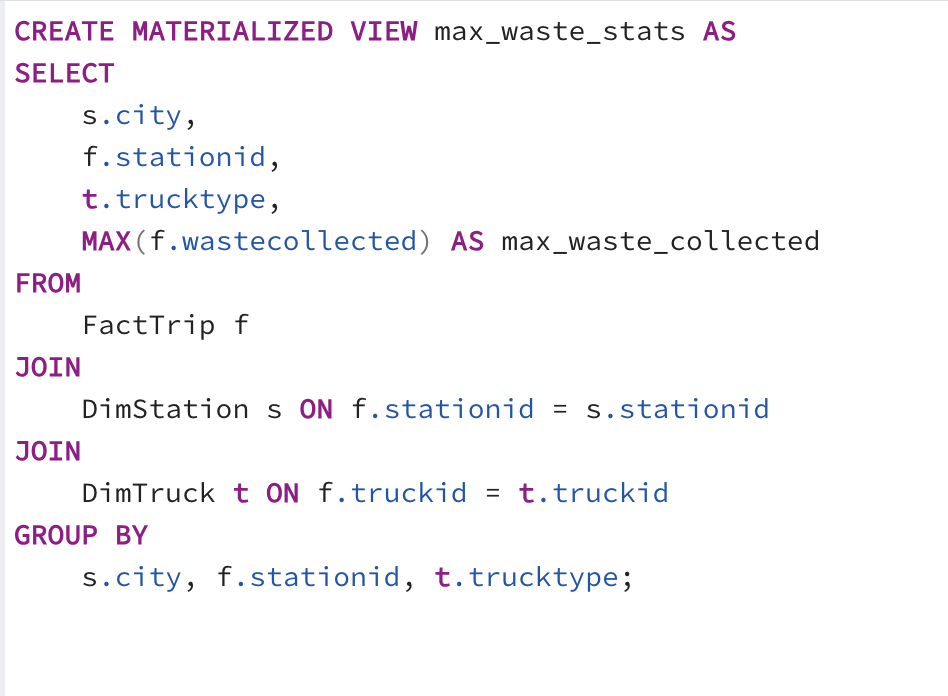 CREATE MATERIALIZED VIEW max_waste_stats AS
SELECT
    s.city,
    f.stationid,
    t.trucktype,
    MAX(f.wastecollected) AS max_waste_collected
FROM
    FactTrip f
JOIN
    DimStation s ON f.stationid = s.stationid
JOIN
    DimTruck t ON f.truckid = t.truckid
GROUP BY
    s.city, f.stationid, t.trucktype;